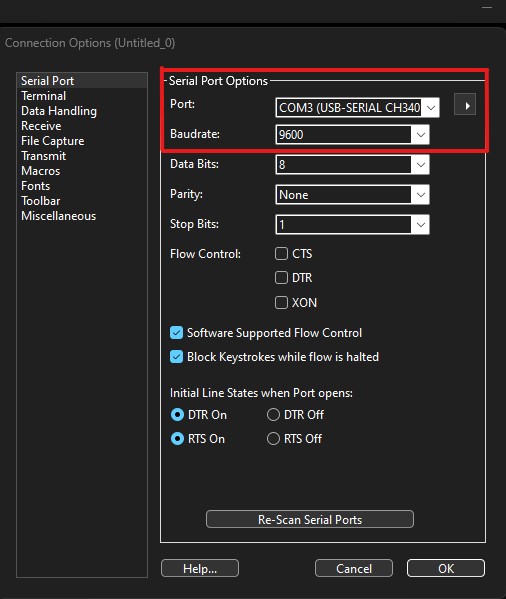 Connection Options (Untitled_0)
Serial Port
Terminal
Data Handling
Receive
File Capture
Transmit
Macros
Fonts
Toolbar
Miscellaneous
Serial Port Options
Port: COM3 (USB-SERIAL CH340
Baudrate: 9600
Data Bits: 8
Parity: None
Stop Bits: 1
Flow Control: CTS
DTR
XON
Software Supported Flow Control
Block Keystrokes while flow is halted
Initial Line States when Port opens:
DTR On DTR Off
RTS On RTS Off
Re-Scan Serial Ports
Help... Cancel OK